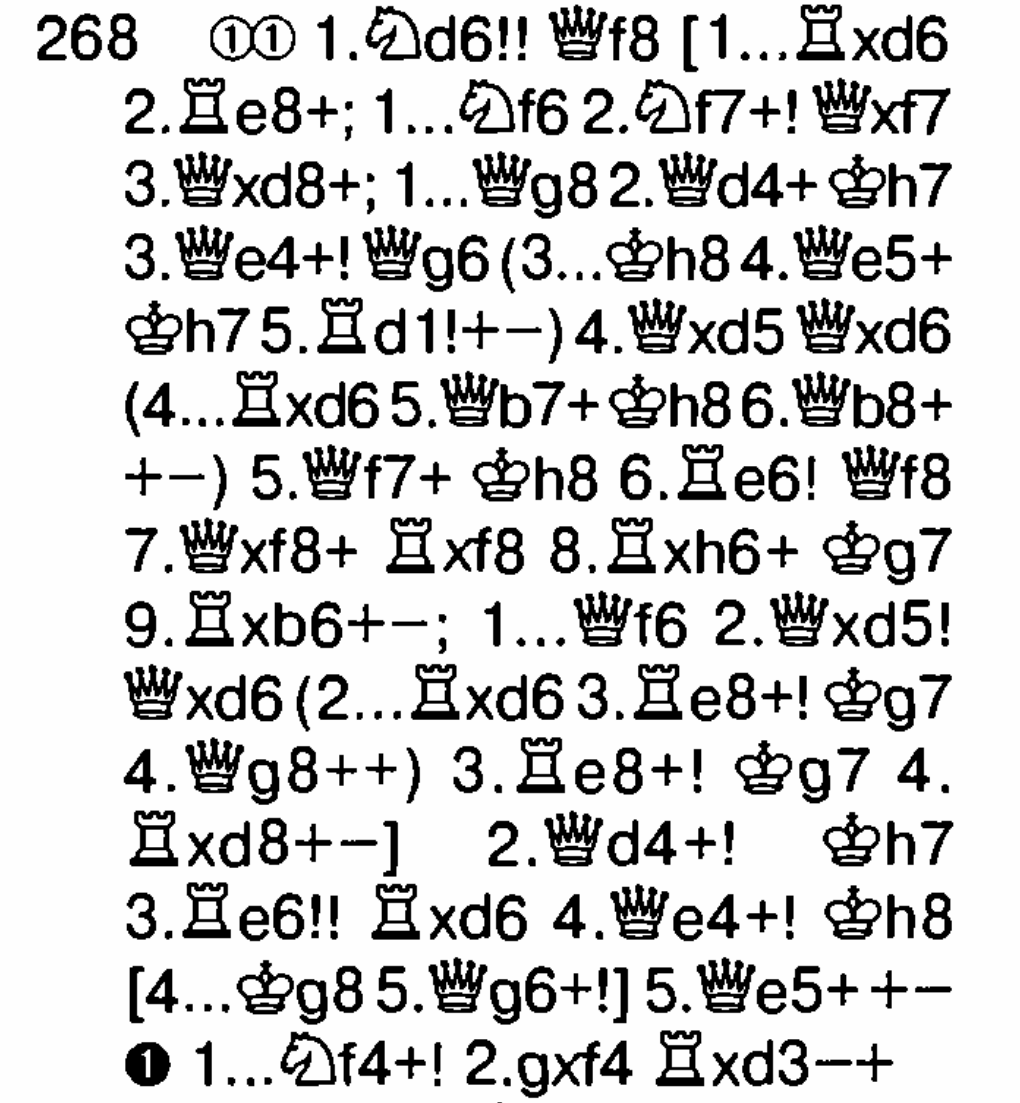 268 ①① 1.♘d6!! ♕f8 [1...♖xd6
2.♖e8+; 1...♘f6 2.♘f7+! ♕xf7
3.♕xd8+; 1...♕g8 2.♕d4+ ♔h7
3.♕e4+! ♕g6 (3...♔h8 4.♕e5+
♔h7 5.♖d1!+−) 4.♕xd5 ♕xd6
(4...♖xd6 5.♕b7+ ♔h8 6.♕b8+
+−) 5.♕f7+ ♔h8 6.♖e6! ♕f8
7.♕xf8+ ♖xf8 8.♖xh6+ ♔g7
9.♖xb6+−; 1...♕f6 2.♕xd5!
♕xd6 (2...♖xd6 3.♖e8+! ♔g7
4.♕g8++) 3.♖e8+! ♔g7 4.
♖xd8+−] 2.♕d4+! ♔h7
3.♖e6!! ♖xd6 4.♕e4+! ♔h8
[4...♔g8 5.♕g6+!] 5.♕e5+ +−
❶ 1...♘f4+! 2.gxf4 ♖xd3−+